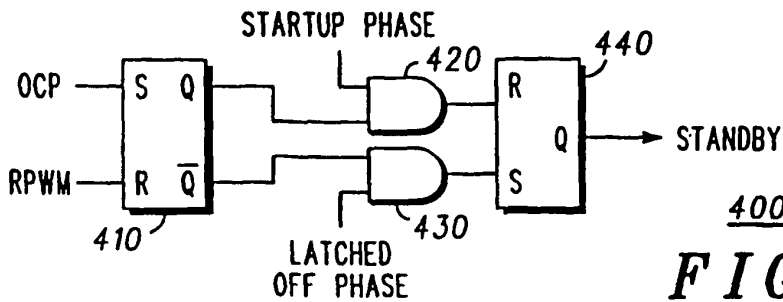 STARTUP PHASE
420
440
OCP
S Q
R
Q
STANDBY
RPWM
R Q̅
S
410
430
400
LATCHED
OFF PHASE
FIG